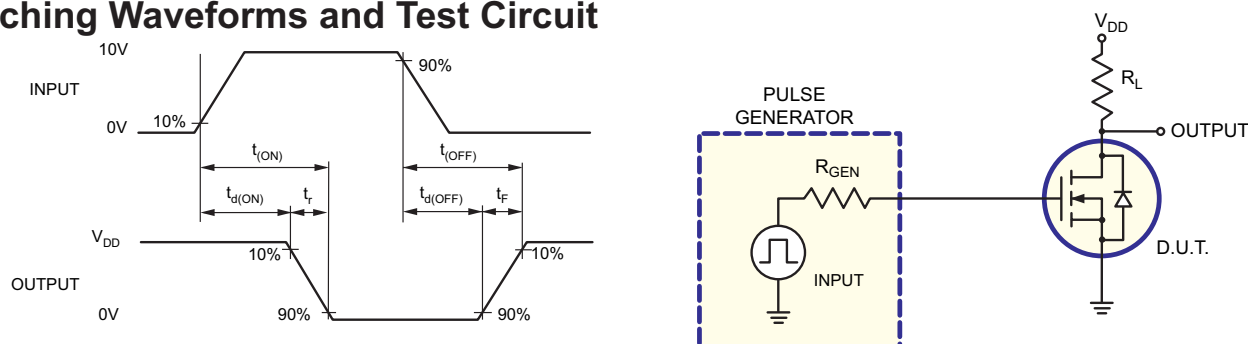 ching Waveforms and Test Circuit
10V
INPUT
90%
10%
0V
t(ON)
t(OFF)
td(ON)
tr
td(OFF)
tF
VDD
10%
10%
OUTPUT
0V
90%
90%
VDD
RL
PULSE
GENERATOR
OUTPUT
RGEN
D.U.T.
INPUT